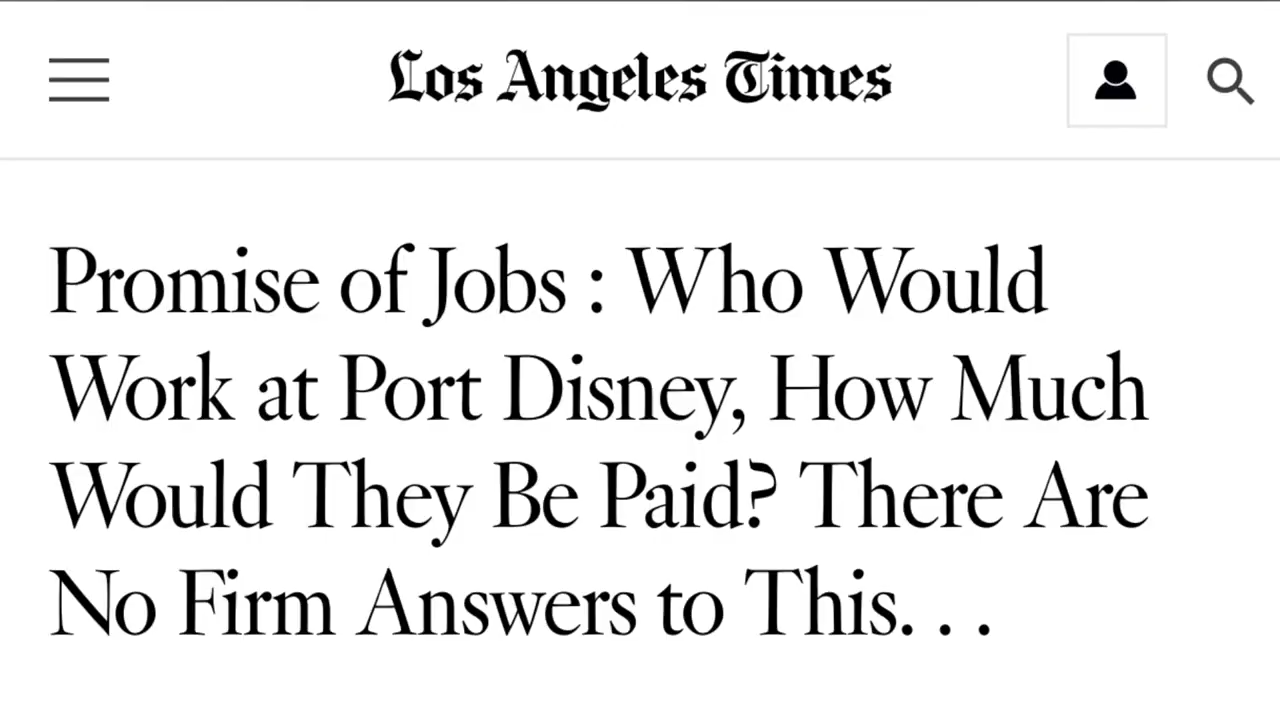 Los Angeles Times
Promise of Jobs : Who Would
Work at Port Disney, How Much
Would They Be Paid? There Are
No Firm Answers to This. . .